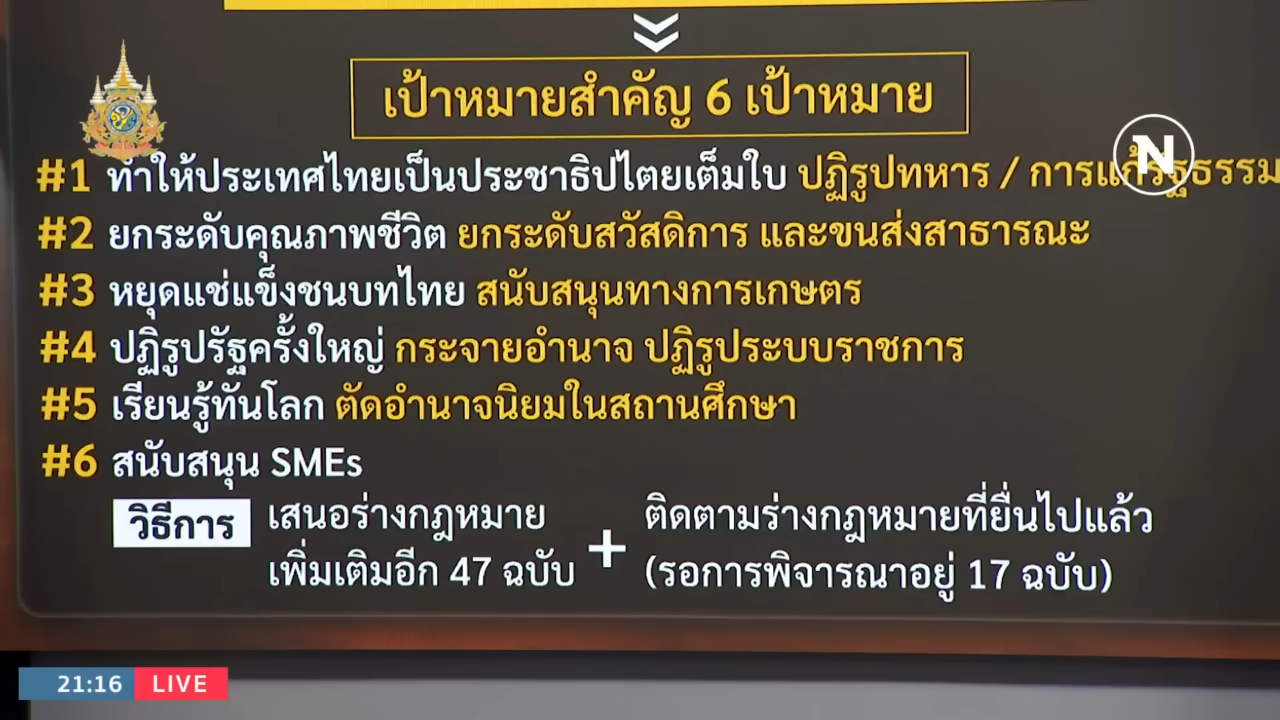 เป้าหมายสำคัญ 6 เป้าหมาย
#1 ทำให้ประเทศไทยเป็นประชาธิปไตยเต็มใบ ปฏิรูปทหาร / การแก้รัฐธรรม
#2 ยกระดับคุณภาพชีวิต ยกระดับสวัสดิการ และขนส่งสาธารณะ
#3 หยุดแช่แข็งชนบทไทย สนับสนุนทางการเกษตร
#4 ปฏิรูปรัฐครั้งใหญ่ กระจายอำนาจ ปฏิรูประบบราชการ
#5 เรียนรู้ทันโลก ตัดอำนาจนิยมในสถานศึกษา
#6 สนับสนุน SMEs
วิธีการ
เสนอร่างกฎหมาย
เพิ่มเติมอีก 47 ฉบับ
+
ติดตามร่างกฎหมายที่ยื่นไปแล้ว
(รอการพิจารณาอยู่ 17 ฉบับ)
N
21:16 LIVE